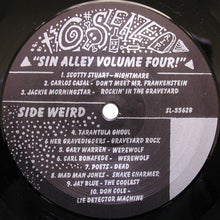 "SIN ALLEY VOLUME FOUR!"
1. SCOTTY STUART - NIGHTMARE
2. CARLOS CASAL - DON'T MEET MR. FRANKENSTEIN
3. JACKIE MORNINGSTAR - ROCKIN' IN THE GRAVEYARD
SIDE WEIRD
SL-5562B
4. TARANTULA GHOUL
+ HER GRAVEDIGGERS - GRAVEYARD ROCK
5. GARY WARREN - WEREWOLF
6. CARL BONAFEDE - WEREWOLF
7. POETS - DEAD
8. MAD MAN JONES - SNAKE CHARMER
9. JAY BLUE - THE COOLEST
10. DON COLE -
LIE DETECTOR MACHINE